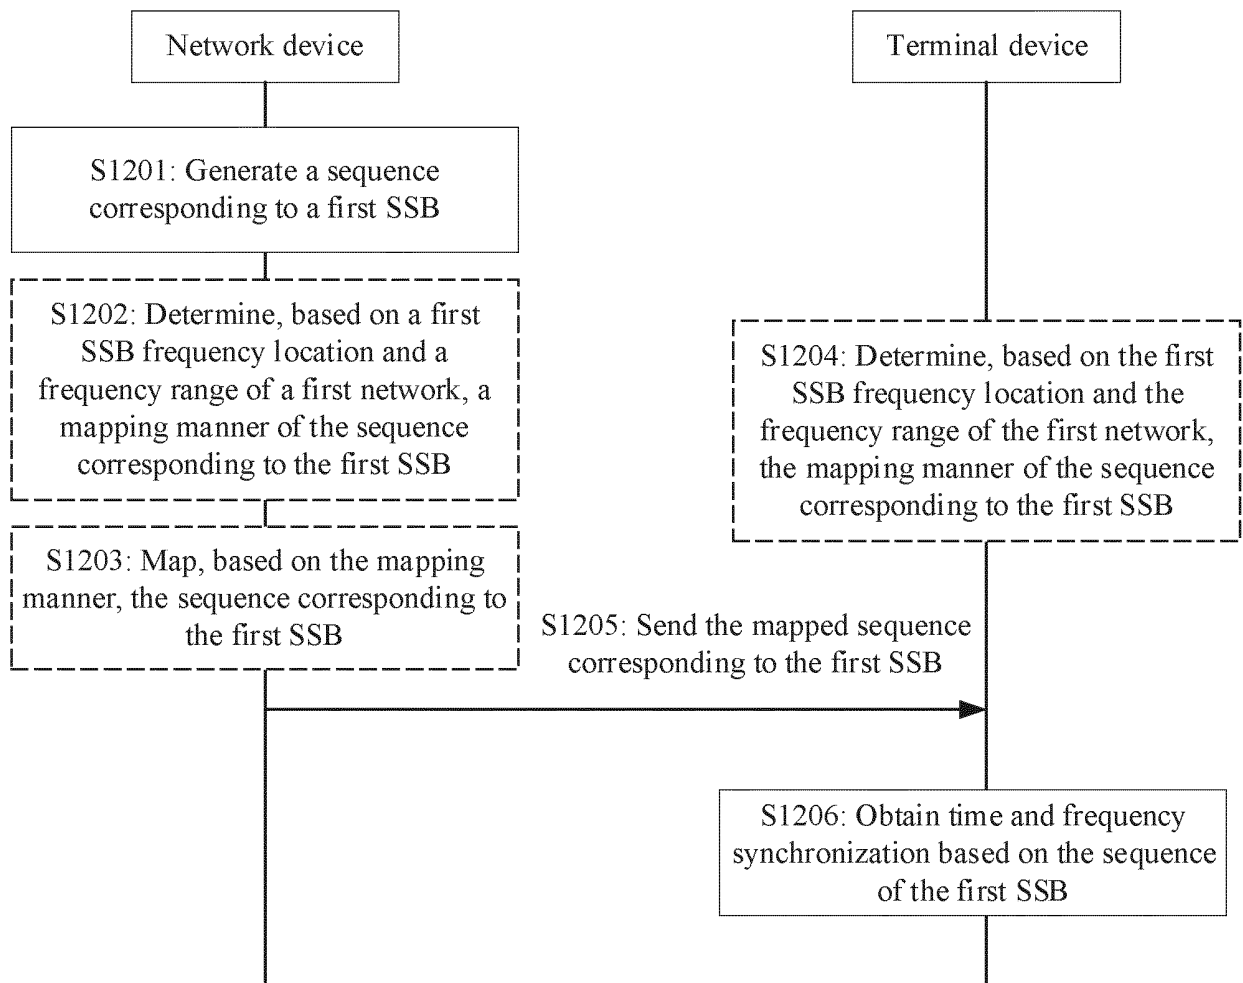 Network device
Terminal device
S1201: Generate a sequence
corresponding to a first SSB
S1202: Determine, based on a first
SSB frequency location and a
frequency range of a first network, a
mapping manner of the sequence
corresponding to the first SSB
S1204: Determine, based on the first
SSB frequency location and the
frequency range of the first network,
the mapping manner of the sequence
corresponding to the first SSB
S1203: Map, based on the mapping
manner, the sequence corresponding to
the first SSB
S1205: Send the mapped sequence
corresponding to the first SSB
S1206: Obtain time and frequency
synchronization based on the sequence
of the first SSB